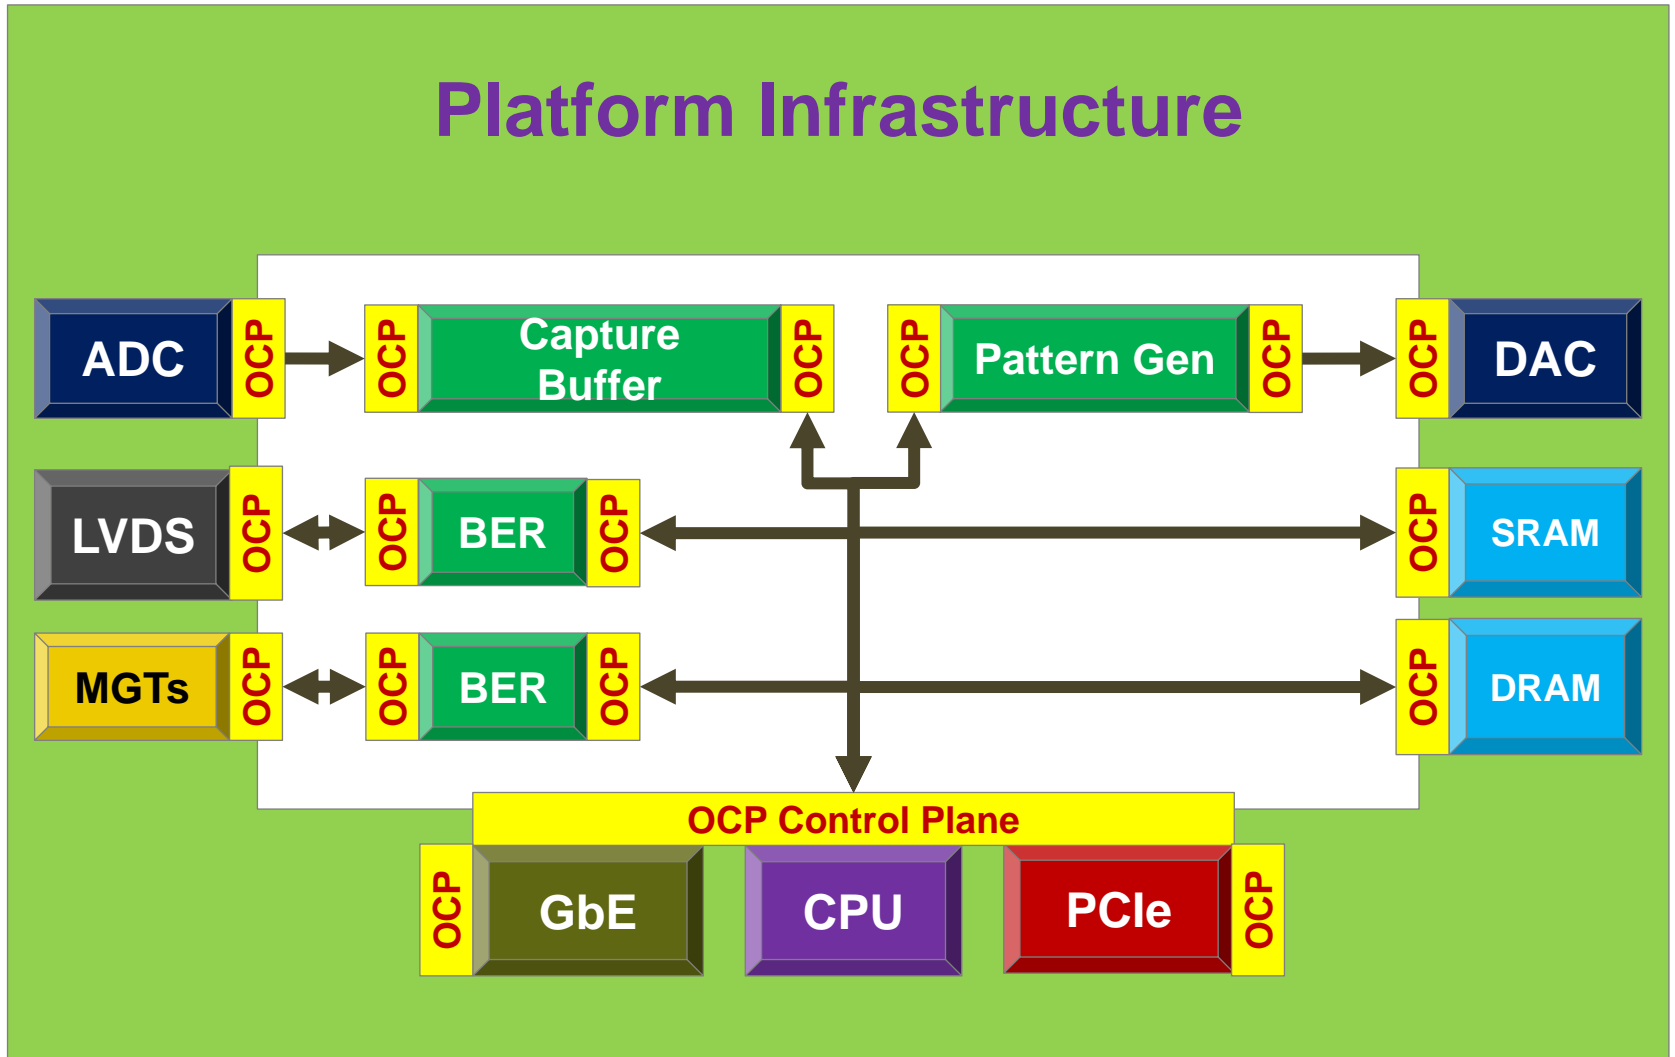 Platform Infrastructure
ADC
OCP
OCP
Capture
Buffer
OCP
OCP
Pattern Gen
OCP
OCP
DAC
LVDS
OCP
OCP
BER
OCP
OCP
SRAM
MGTs
OCP
OCP
BER
OCP
OCP
DRAM
OCP Control Plane
OCP
GbE
CPU
PCIe
OCP